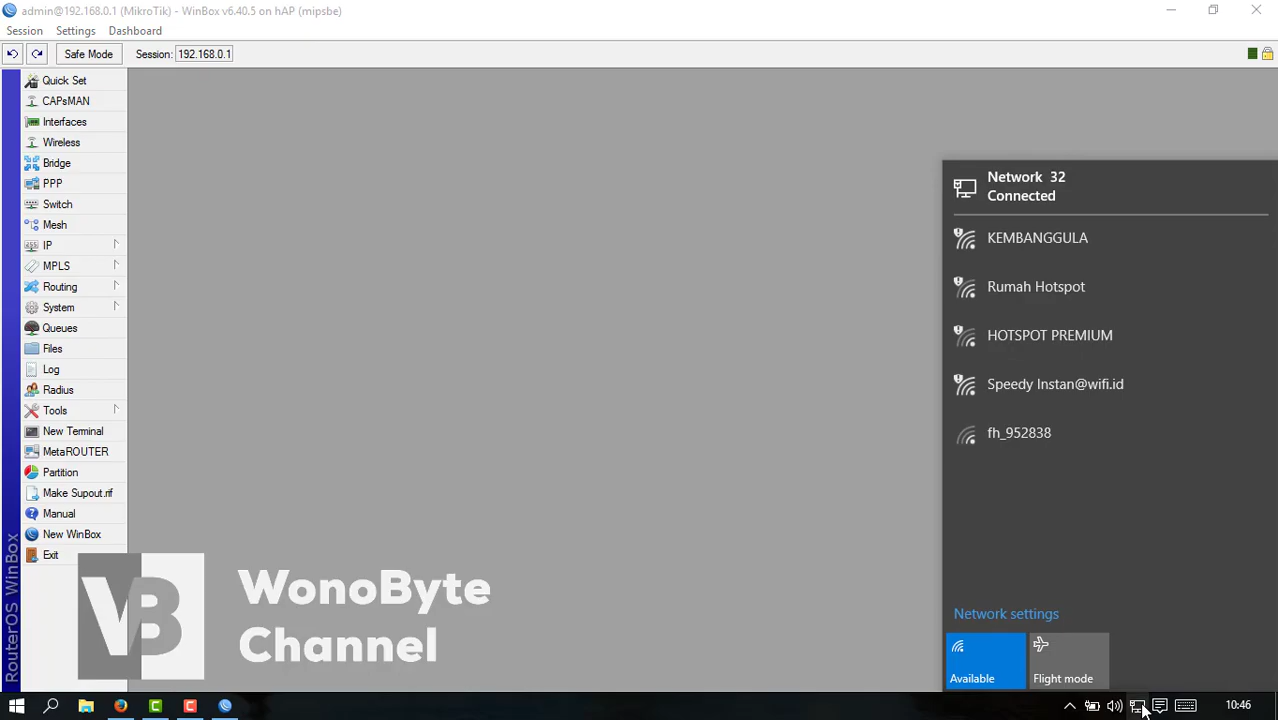 admin@192.168.0.1 (MikroTik) - WinBox v6.40.5 on hAP (mipsbe)
Session Settings Dashboard
Safe Mode Session: 192.168.0.1
Quick Set
CAPsMAN
Interfaces
Wireless
Bridge
PPP
Switch
Mesh
IP
MPLS
Routing
System
Queues
Files
Log
Radius
Tools
New Terminal
MetaROUTER
Partition
Make Supout.rif
Manual
New WinBox
Exit
RouterOS WinBox
WonoByte
Channel
Network 32
Connected
KEMBANGGULA
Rumah Hotspot
HOTSPOT PREMIUM
Speedy Instan@wifi.id
fh_952838
Network settings
Available Flight mode
10:46